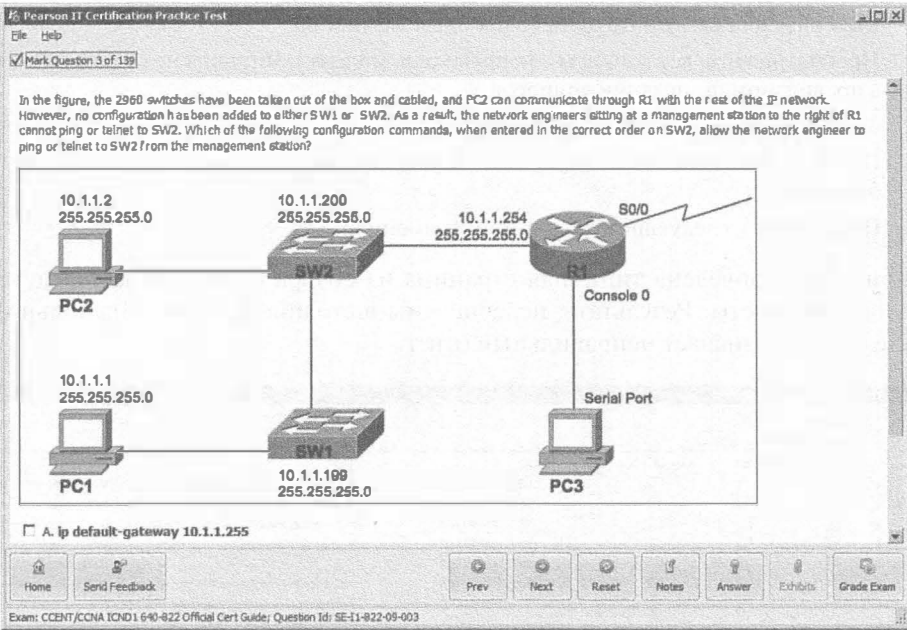 Pearson IT Certification Practice Test
File Help
Mark Question 3 of 139
In the figure, the 2960 switches have been taken out of the box and cabled, and PC2 can communicate through R1 with the rest of the IP network.
However, no configuration has been added to either SW1 or SW2. As a result, the network engineers sitting at a management station to the right of R1
cannot ping or telnet to SW2. Which of the following configuration commands, when entered in the correct order on SW2, allow the network engineer to
ping or telnet to SW2 from the management station?
10.1.1.2
255.255.255.0
PC2
10.1.1.200
255.255.255.0
SW2
10.1.1.254
255.255.255.0
S0/0
R1
Console 0
10.1.1.1
255.255.255.0
PC1
SW1
10.1.1.199
255.255.255.0
Serial Port
PC3
A. ip default-gateway 10.1.1.255
Home Send Feedback Prev Next Reset Notes Answer Exhibits Grade Exam
Exam: CCENT/CCNA ICND1 640-822 Official Cert Guide; Question Id: SE-I1-822-09-003